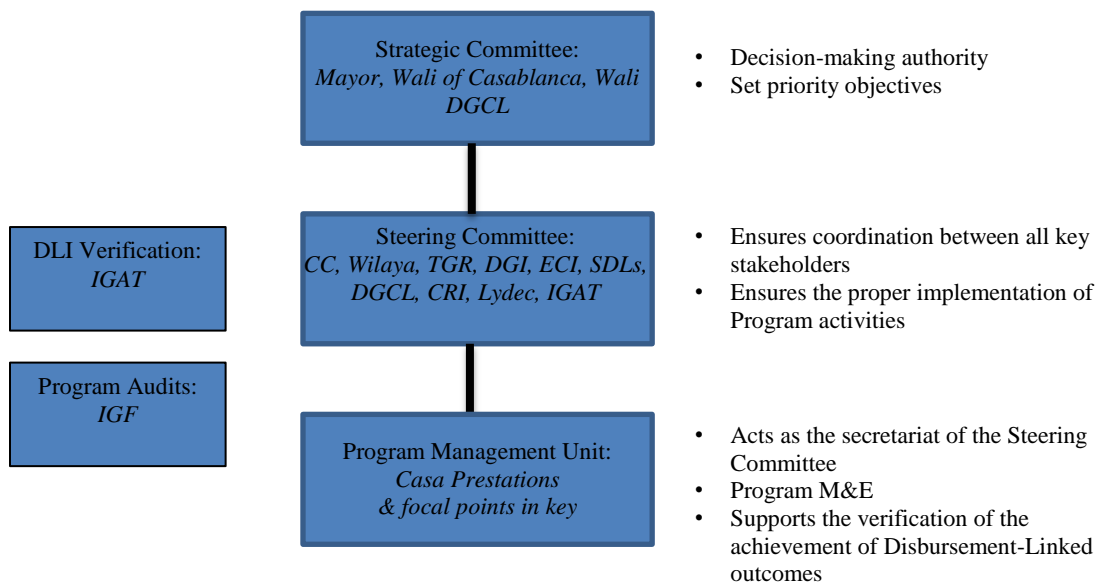 Strategic Committee:
Mayor, Wali of Casablanca, Wali
DGCL
• Decision-making authority
• Set priority objectives
DLI Verification:
IGAT
Steering Committee:
CC, Wilaya, TGR, DGI, ECI, SDLs,
DGCL, CRI, Lydec, IGAT
• Ensures coordination between all key
stakeholders
• Ensures the proper implementation of
Program activities
Program Audits:
IGF
Program Management Unit:
Casa Prestations
& focal points in key
• Acts as the secretariat of the Steering
Committee
• Program M&E
• Supports the verification of the
achievement of Disbursement-Linked
outcomes